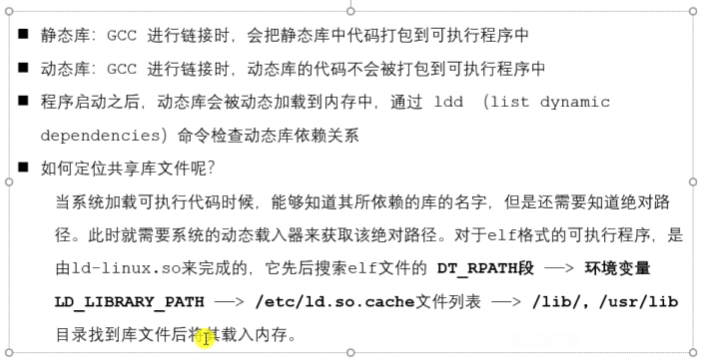 ■ 静态库：GCC 进行链接时，会把静态库中代码打包到可执行程序中
■ 动态库：GCC 进行链接时，动态库的代码不会被打包到可执行程序中
■ 程序启动之后，动态库会被动态加载到内存中，通过 ldd （list dynamic
dependencies）命令检查动态库依赖关系
■ 如何定位共享库文件呢？
当系统加载可执行代码时候，能够知道其所依赖的库的名字，但是还需要知道绝对路
径。此时就需要系统的动态载入器来获取该绝对路径。对于elf格式的可执行程序，是
由ld-linux.so来完成的，它先后搜索elf文件的 DT_RPATH段 ——> 环境变量
LD_LIBRARY_PATH ——> /etc/ld.so.cache文件列表 ——> /lib/，/usr/lib
目录找到库文件后将其载入内存。